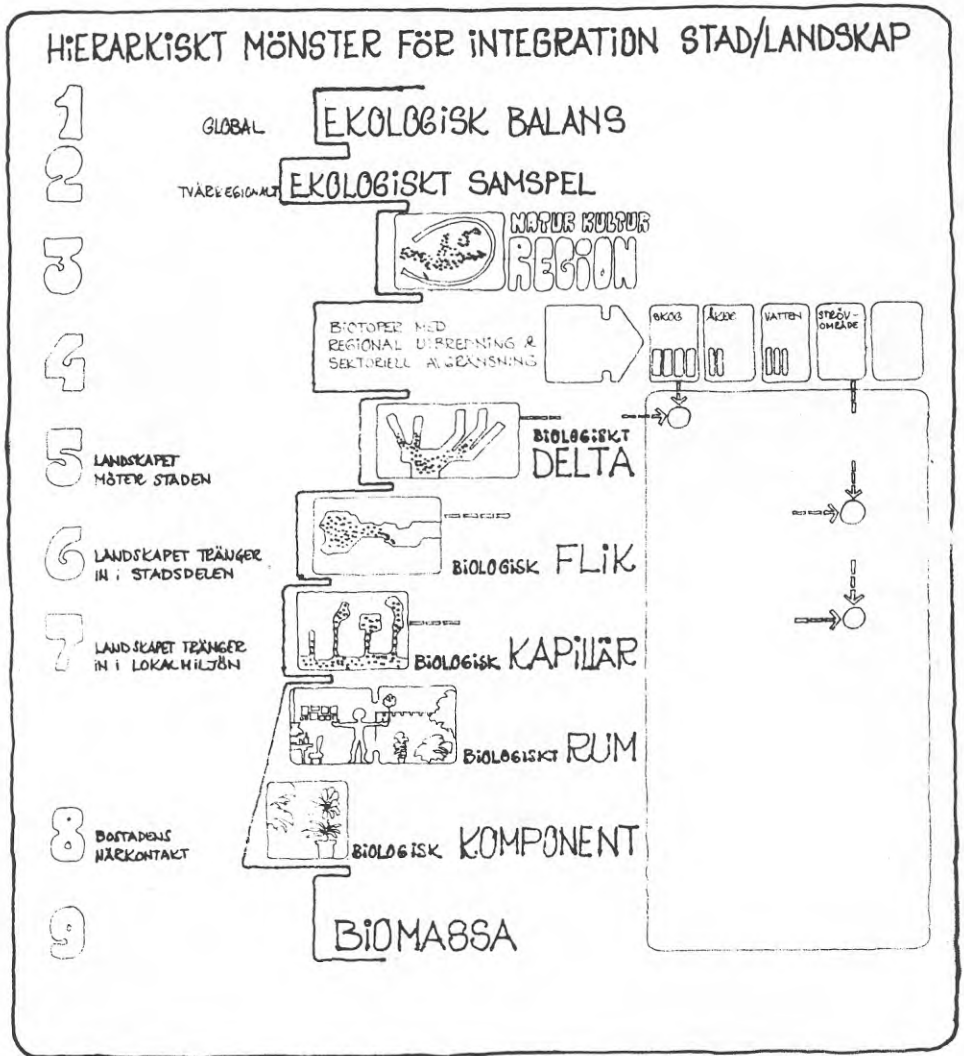 HIERARKISKT MÖNSTER FÖR INTEGRATION STAD/LANDSKAP
1
GLOBAL
EKOLOGISK BALANS
2
TVÄRREGIONALT
EKOLOGISKT SAMSPEL
3
NATUR KULTUR
REGION
4
BIOTOPER MED
REGIONAL UTBREDNING &
SEKTORIELL AVGRÄNSNING
SKOG
ÅKER
VATTEN
STRÖV-
OMRÅDE
5
LANDSKAPET
MÖTER STADEN
BIOLOGISKT
DELTA
6
LANDSKAPET TRÄNGER
IN i STADSDELEN
BIOLOGISK FLIK
7
LANDSKAPET TRÄNGER
IN i LOKALMILJÖN
BIOLOGISK KAPILLÄR
BIOLOGISKT RUM
8
BOSTADENS
NÄRKONTAKT
BIOLOGISK KOMPONENT
9
BIOMASSA